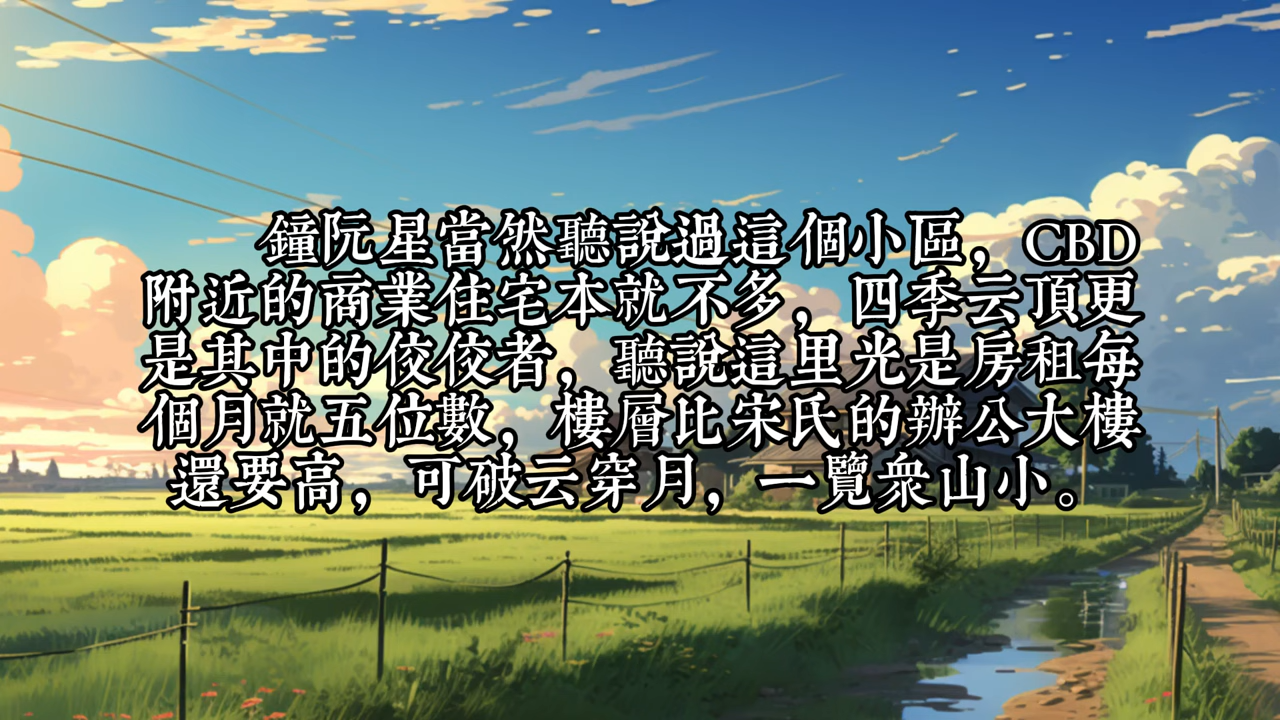 鐘阮星當然聽說過這個小區，CBD
附近的商業住宅本就不多，四季云頂更
是其中的佼佼者，聽說這里光是房租每
個月就五位數，樓層比宋氏的辦公大樓
還要高，可破云穿月，一覽衆山小。